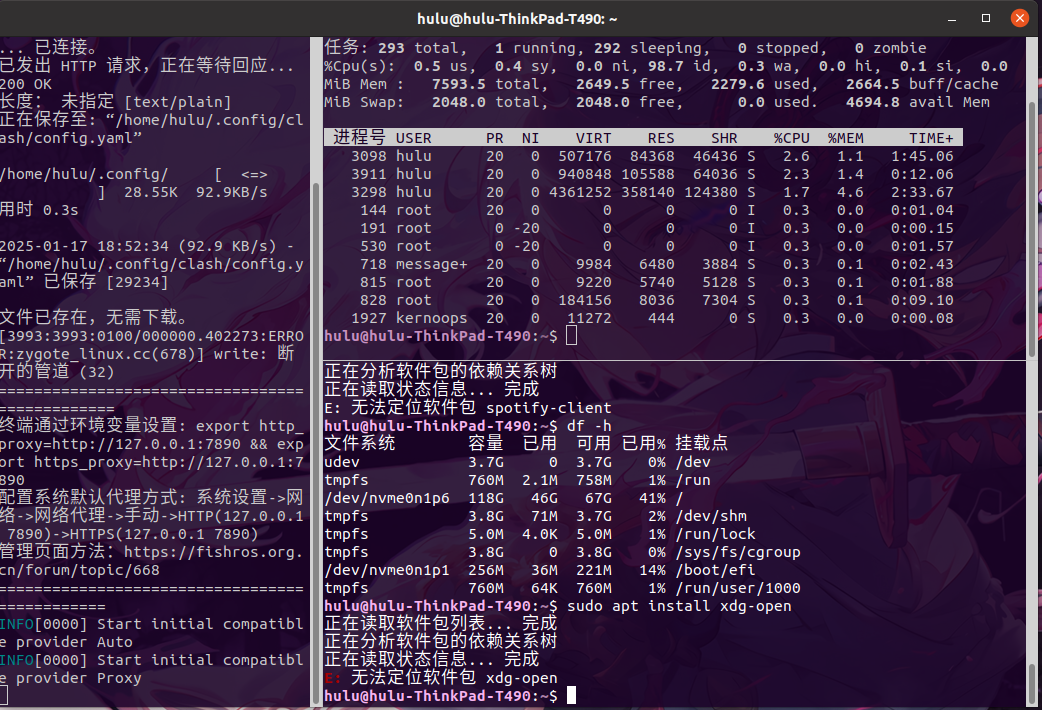 hulu@hulu-ThinkPad-T490: ~
... 已连接。
已发出 HTTP 请求，正在等待回应...
200 OK
长度： 未指定 [text/plain]
正在保存至: “/home/hulu/.config/cl
ash/config.yaml”
/home/hulu/.config/     [  <=>
           ]  28.55K  92.9KB/s
用时 0.3s
2025-01-17 18:52:34 (92.9 KB/s) -
“/home/hulu/.config/clash/config.y
aml” 已保存 [29234]
文件已存在，无需下载。
[3993:3993:0100/000000.402273:ERRO
R:zygote_linux.cc(678)] write: 断
开的管道 (32)
==================================
=============
终端通过环境变量设置: export http_
proxy=http://127.0.0.1:7890 && exp
ort https_proxy=http://127.0.0.1:7
890
配置系统默认代理方式: 系统设置->网
络->网络代理->手动->HTTP(127.0.0.1
 7890)->HTTPS(127.0.0.1 7890)
管理页面方法：https://fishros.org.
cn/forum/topic/668
==================================
============
INFO[0000] Start initial compatibl
e provider Auto
INFO[0000] Start initial compatibl
e provider Proxy
任务: 293 total,   1 running, 292 sleeping,   0 stopped,   0 zombie
%Cpu(s):  0.5 us,  0.4 sy,  0.0 ni, 98.7 id,  0.3 wa,  0.0 hi,  0.1 si,  0.0
MiB Mem :   7593.5 total,   2649.5 free,   2279.6 used,   2664.5 buff/cache
MiB Swap:   2048.0 total,   2048.0 free,      0.0 used.   4694.8 avail Mem
进程号 USER      PR  NI    VIRT    RES    SHR    %CPU  %MEM     TIME+
3098 hulu      20   0  507176  84368  46436 S   2.6   1.1   1:45.06
3911 hulu      20   0  940848 105588  64036 S   2.3   1.4   0:12.06
3298 hulu      20   0 4361252 358140 124380 S   1.7   4.6   2:33.67
144 root      20   0       0      0      0 I   0.3   0.0   0:01.04
191 root       0 -20       0      0      0 I   0.3   0.0   0:00.15
530 root       0 -20       0      0      0 I   0.3   0.0   0:01.57
718 message+  20   0    9984   6480   3884 S   0.3   0.1   0:02.43
815 root      20   0    9220   5740   5128 S   0.3   0.1   0:01.88
828 root      20   0  184156   8036   7304 S   0.3   0.1   0:09.10
1927 kernoops  20   0   11272    444      0 S   0.3   0.0   0:00.08
hulu@hulu-ThinkPad-T490:~$
正在分析软件包的依赖关系树
正在读取状态信息... 完成
E: 无法定位软件包 spotify-client
hulu@hulu-ThinkPad-T490:~$ df -h
文件系统        容量  已用  可用 已用% 挂载点
udev            3.7G     0  3.7G    0% /dev
tmpfs           760M  2.1M  758M    1% /run
/dev/nvme0n1p6  118G   46G   67G   41% /
tmpfs           3.8G   71M  3.7G    2% /dev/shm
tmpfs           5.0M  4.0K  5.0M    1% /run/lock
tmpfs           3.8G     0  3.8G    0% /sys/fs/cgroup
/dev/nvme0n1p1  256M   36M  221M   14% /boot/efi
tmpfs           760M   64K  760M    1% /run/user/1000
hulu@hulu-ThinkPad-T490:~$ sudo apt install xdg-open
正在读取软件包列表... 完成
正在分析软件包的依赖关系树
正在读取状态信息... 完成
E: 无法定位软件包 xdg-open
hulu@hulu-ThinkPad-T490:~$